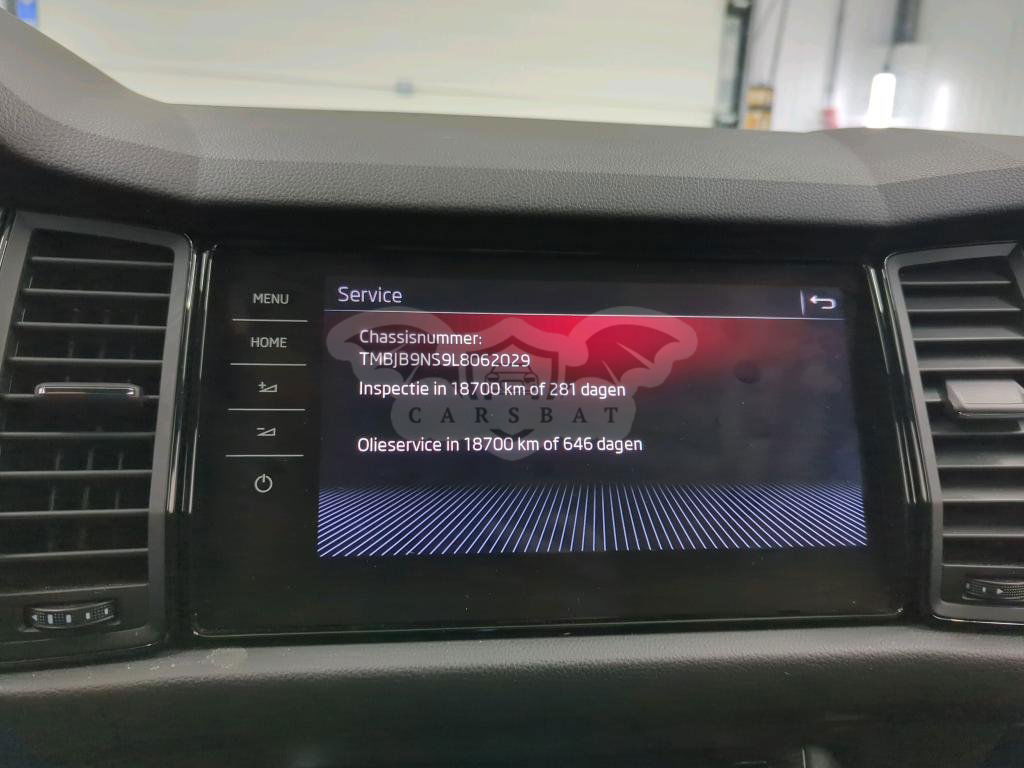 MENU
HOME
Service
Chassisnummer:
TMBJB9NS9L8062029
Inspectie in 18700 km of 281 dagen
CARSBAT
Olieservice in 18700 km of 646 dagen